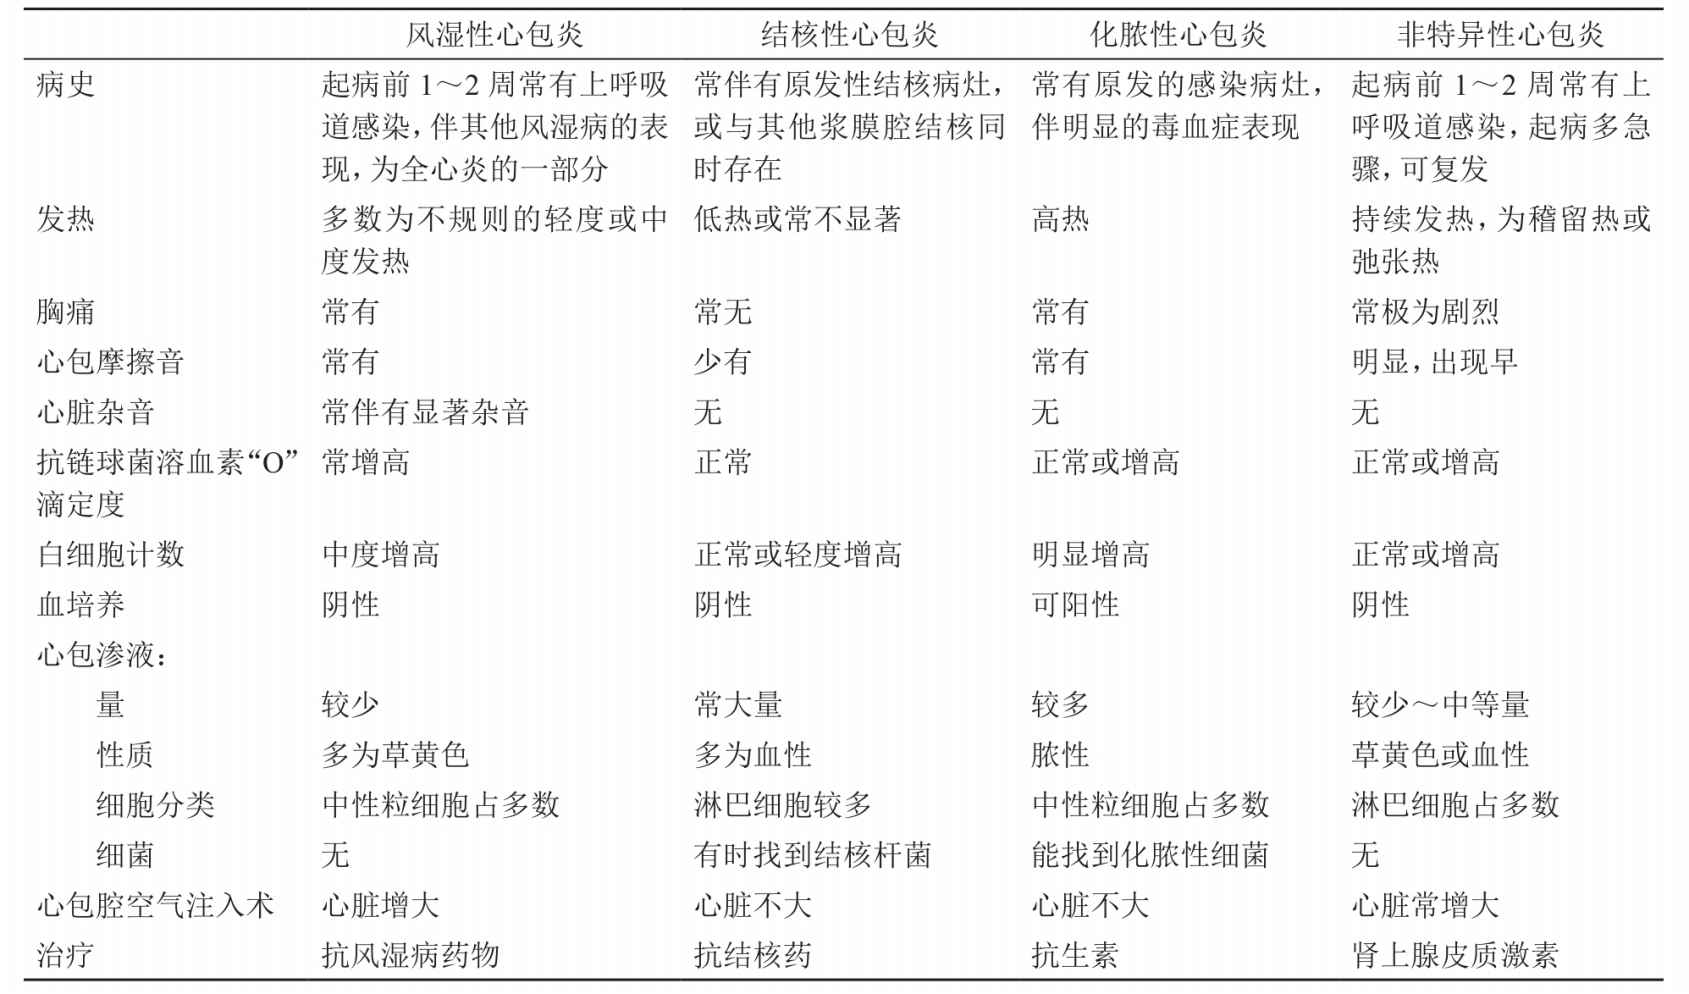 风湿性心包炎 结核性心包炎 化脓性心包炎 非特异性心包炎
病史 起病前 1～2 周常有上呼吸 常伴有原发性结核病灶， 常有原发的感染病灶， 起病前 1～2 周常有上
道感染，伴其他风湿病的表 或与其他浆膜腔结核同 伴明显的毒血症表现 呼吸道感染，起病多急
现，为全心炎的一部分 时存在 骤，可复发
发热 多数为不规则的轻度或中 低热或常不显著 高热 持续发热，为稽留热或
度发热 弛张热
胸痛 常有 常无 常有 常极为剧烈
心包摩擦音 常有 少有 常有 明显，出现早
心脏杂音 常伴有显著杂音 无 无 无
抗链球菌溶血素“O” 常增高 正常 正常或增高 正常或增高
滴定度
白细胞计数 中度增高 正常或轻度增高 明显增高 正常或增高
血培养 阴性 阴性 可阳性 阴性
心包渗液：
量 较少 常大量 较多 较少～中等量
性质 多为草黄色 多为血性 脓性 草黄色或血性
细胞分类 中性粒细胞占多数 淋巴细胞较多 中性粒细胞占多数 淋巴细胞占多数
细菌 无 有时找到结核杆菌 能找到化脓性细菌 无
心包腔空气注入术 心脏增大 心脏不大 心脏不大 心脏常增大
治疗 抗风湿病药物 抗结核药 抗生素 肾上腺皮质激素